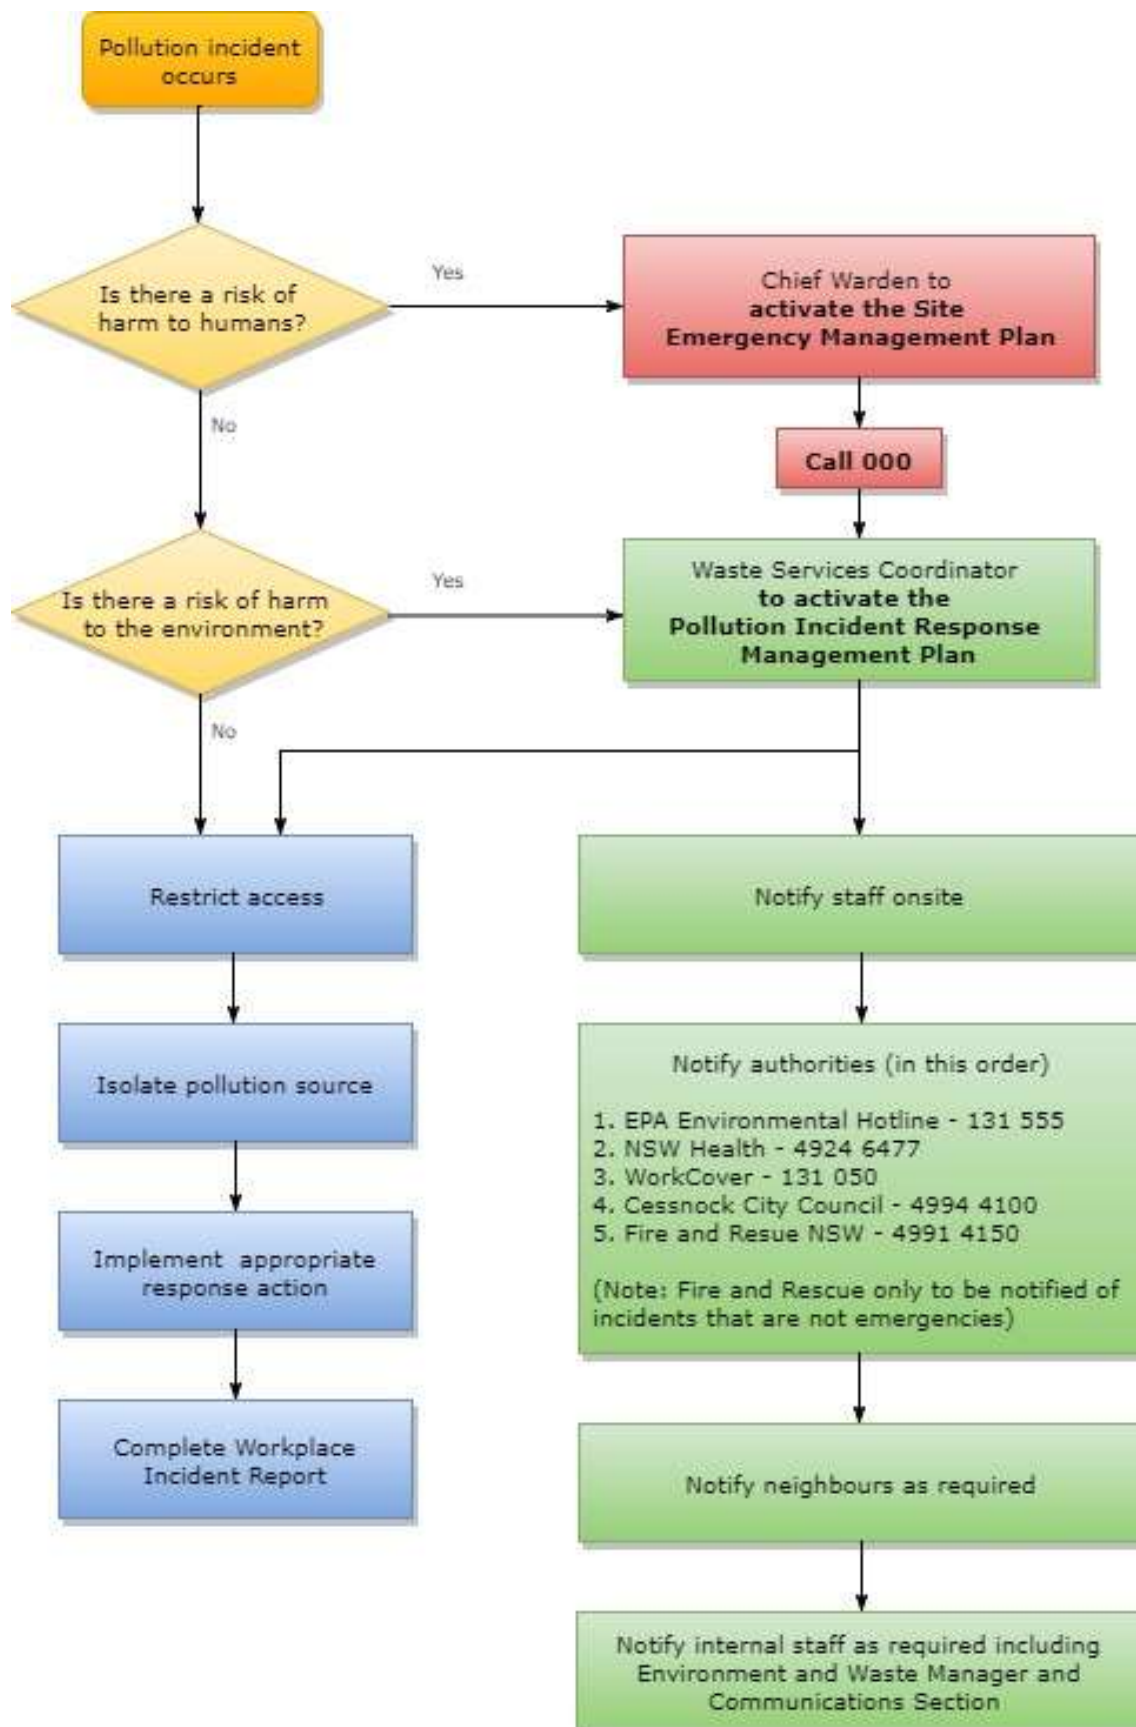 Pollution incident
occurs
Is there a risk of
harm to humans?
Yes
Chief Warden to
activate the Site
Emergency Management Plan
No
Call 000
Is there a risk of harm
to the environment?
Yes
Waste Services Coordinator
to activate the
Pollution Incident Response
Management Plan
No
Restrict access
Isolate pollution source
Implement appropriate
response action
Complete Workplace
Incident Report
Notify staff onsite
Notify authorities (in this order)
1. EPA Environmental Hotline - 131 555
2. NSW Health - 4924 6477
3. WorkCover - 131 050
4. Cessnock City Council - 4994 4100
5. Fire and Resue NSW - 4991 4150
(Note: Fire and Rescue only to be notified of
incidents that are not emergencies)
Notify neighbours as required
Notify internal staff as required including
Environment and Waste Manager and
Communications Section